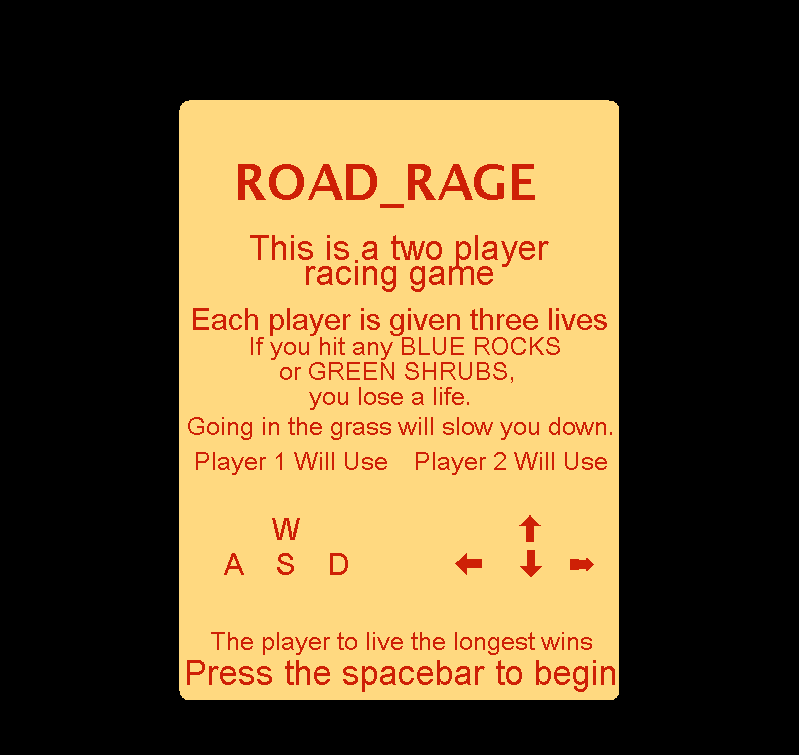 ROAD_RAGE
This is a two player
racing game
Each player is given three lives
If you hit any BLUE ROCKS
or GREEN SHRUBS,
you lose a life.
Going in the grass will slow you down.
Player 1 Will Use Player 2 Will Use
W ⬆
A S D ⬅ ⬇ ➡
The player to live the longest wins
Press the spacebar to begin